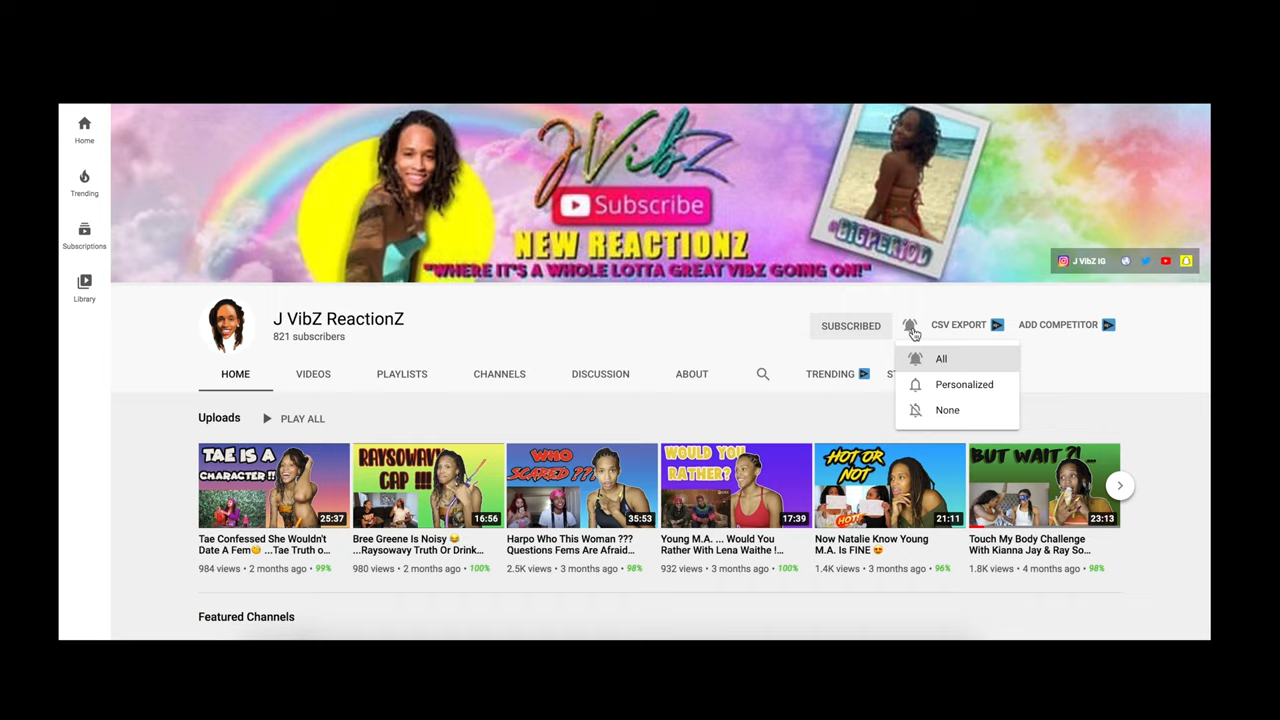 Home
Trending
Subscriptions
Library
JVibZ
Subscribe
NEW REACTIONZ
"WHERE IT'S A WHOLE LOTTA GREAT VIBZ GOING ON!"
#BIGPERIOD
J VibZ IG
J VibZ ReactionZ
821 subscribers
SUBSCRIBED
CSV EXPORT
ADD COMPETITOR
All
Personalized
None
HOME
VIDEOS
PLAYLISTS
CHANNELS
DISCUSSION
ABOUT
TRENDING
ST
Uploads
PLAY ALL
TAE IS A
CHARACTER!!
25:37
RAYSOWAVY
CAP !!!
16:56
WHO
SCARED ???
35:53
WOULD YOU
RATHER?
17:39
HOT OR
NOT
HOT!
21:11
BUT WAIT ?! ...
23:13
Tae Confessed She Wouldn't
Date A Fem😏 ...Tae Truth o...
984 views • 2 months ago • 99%
Bree Greene Is Noisy 😂
...Raysowavy Truth Or Drink...
980 views • 2 months ago • 100%
Harpo Who This Woman ???
Questions Fems Are Afraid...
2.5K views • 3 months ago • 98%
Young M.A. ... Would You
Rather With Lena Waithe !...
932 views • 3 months ago • 100%
Now Natalie Know Young
M.A. Is FINE 😍
1.4K views • 3 months ago • 96%
Touch My Body Challenge
With Kianna Jay & Ray So...
1.8K views • 4 months ago • 98%
Featured Channels